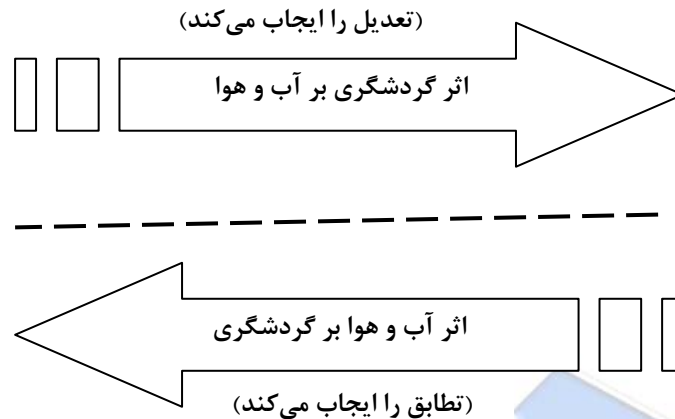 (تعدیل را ایجاب می‌کند)
اثر گردشگری بر آب و هوا
اثر آب و هوا بر گردشگری
(تطابق را ایجاب می‌کند)